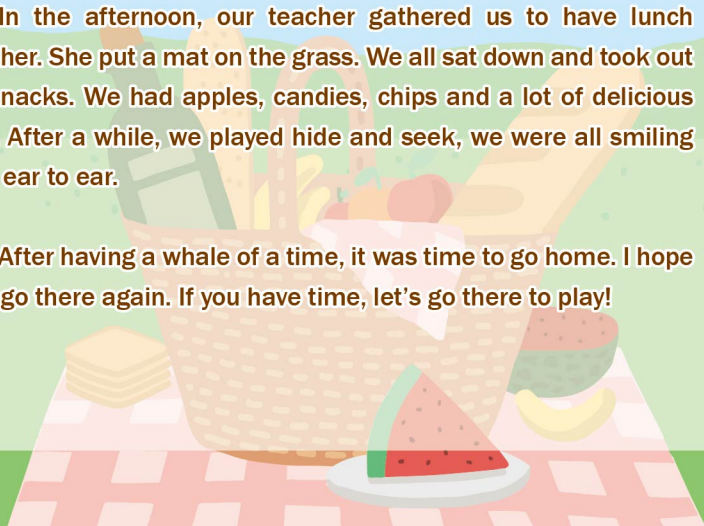 In the afternoon, our teacher gathered us to have lunch
her. She put a mat on the grass. We all sat down and took out
nacks. We had apples, candies, chips and a lot of delicious
After a while, we played hide and seek, we were all smiling
ear to ear.
After having a whale of a time, it was time to go home. I hope
go there again. If you have time, let's go there to play!